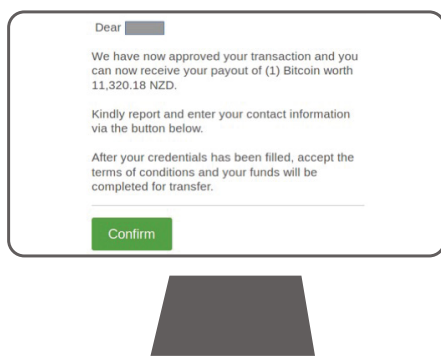 Dear
We have now approved your transaction and you
can now receive your payout of (1) Bitcoin worth
11,320.18 NZD.
Kindly report and enter your contact information
via the button below.
After your credentials has been filled, accept the
terms of conditions and your funds will be
completed for transfer.
Confirm